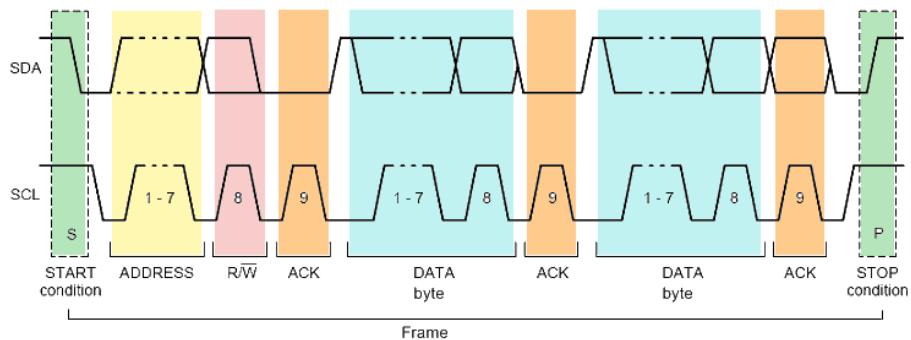 SDA
SCL
1 - 7
8
9
1 - 7
8
9
1 - 7
8
9
S
P
START condition
ADDRESS
R/W̅
ACK
DATA byte
ACK
DATA byte
ACK
STOP condition
Frame